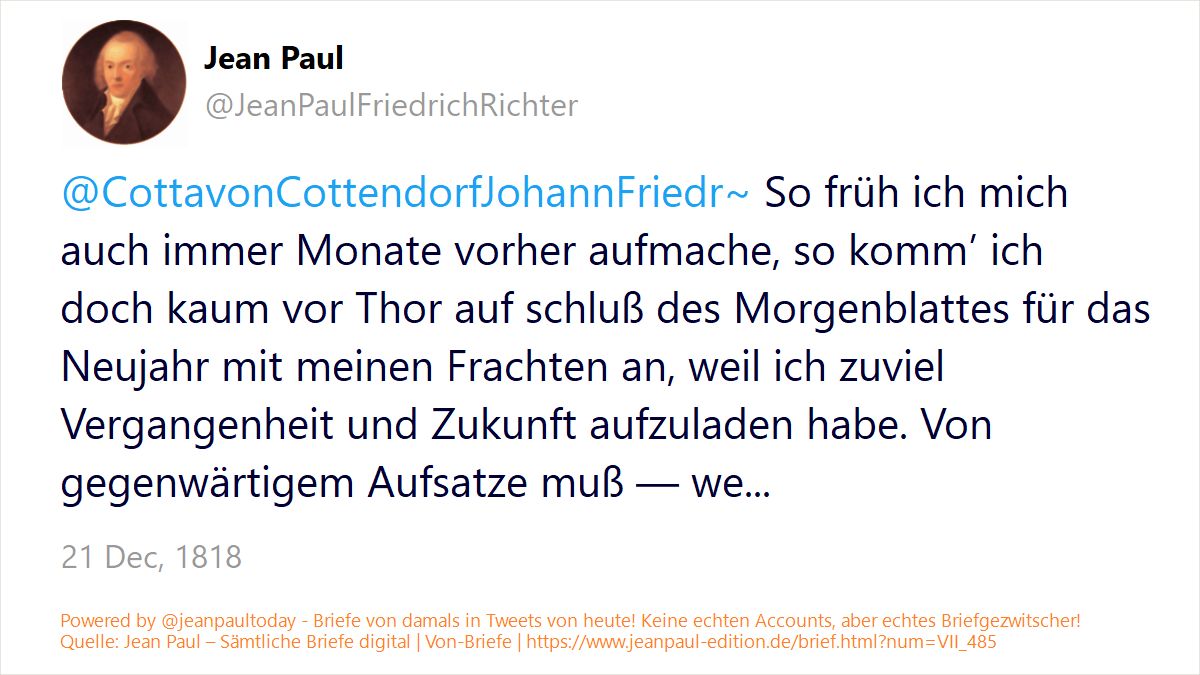 Jean Paul
@JeanPaulFriedrichRichter
@CottavonCottendorfJohannFriedr~ So früh ich mich
auch immer Monate vorher aufmache, so komm’ ich
doch kaum vor Thor auf schluß des Morgenblattes für das
Neujahr mit meinen Frachten an, weil ich zuviel
Vergangenheit und Zukunft aufzuladen habe. Von
gegenwärtigem Aufsatze muß — we...
21 Dec, 1818
Powered by @jeanpaultoday - Briefe von damals in Tweets von heute! Keine echten Accounts, aber echtes Briefgezwitscher!
Quelle: Jean Paul – Sämtliche Briefe digital | Von-Briefe | https://www.jeanpaul-edition.de/brief.html?num=VII_485